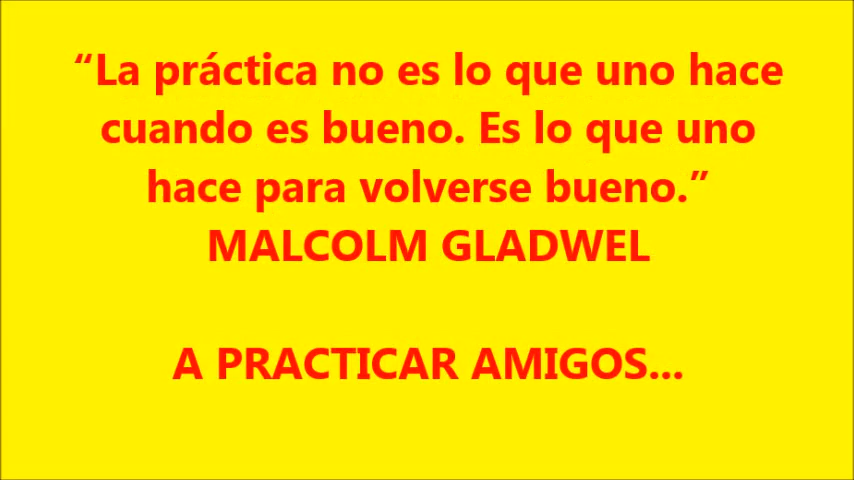 “La práctica no es lo que uno hace
cuando es bueno. Es lo que uno
hace para volverse bueno.”
MALCOLM GLADWEL
A PRACTICAR AMIGOS...